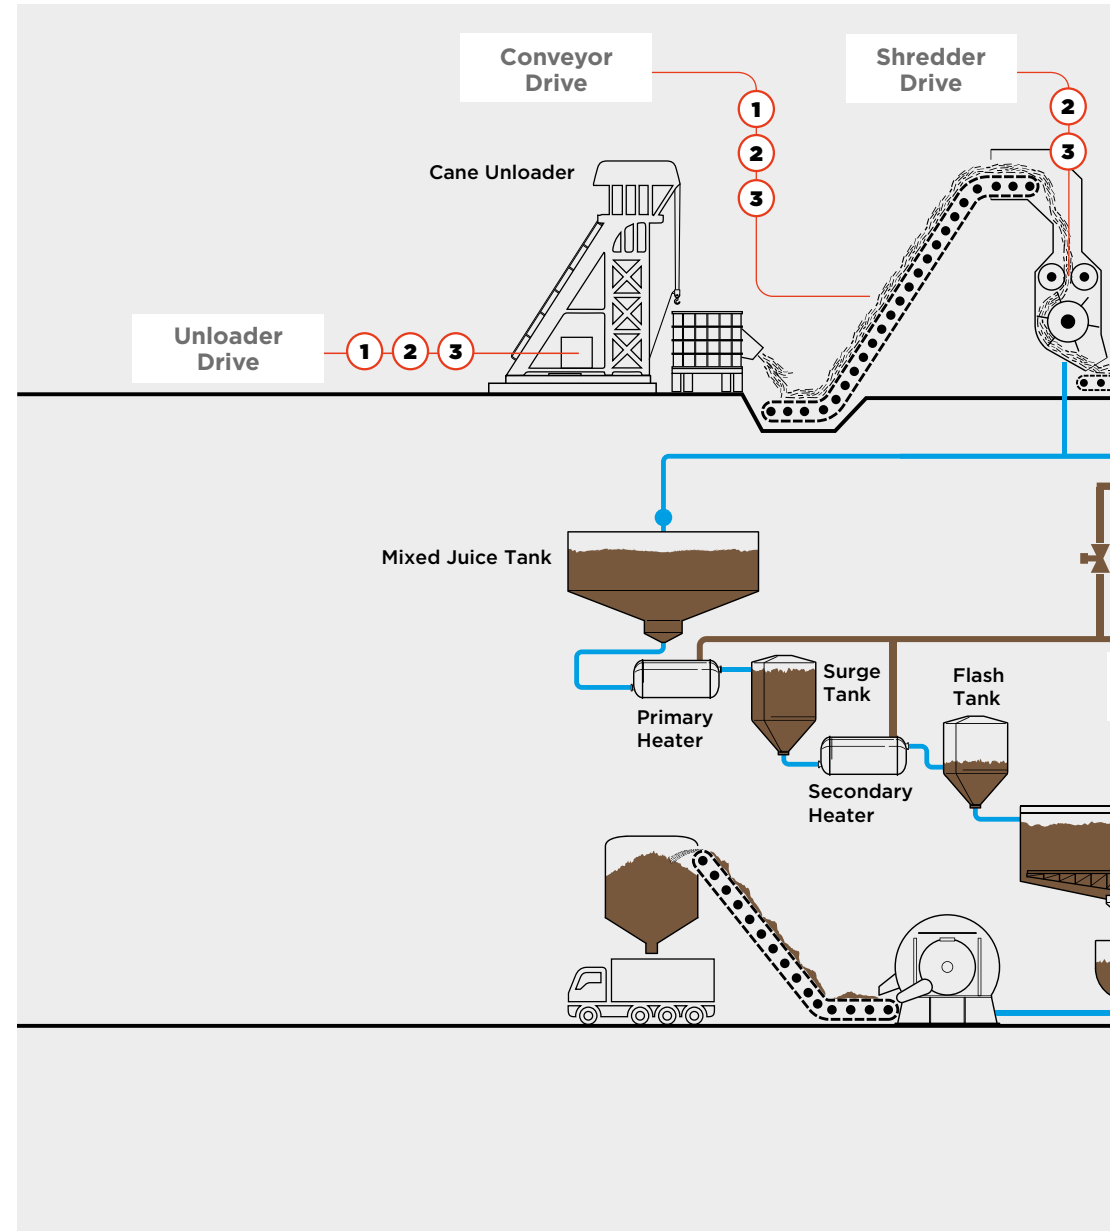 Conveyor
Drive
Shredder
Drive
1
2
3
2
3
Cane Unloader
Unloader
Drive
1 2 3
Mixed Juice Tank
Surge
Tank
Flash
Tank
Primary
Heater
Secondary
Heater